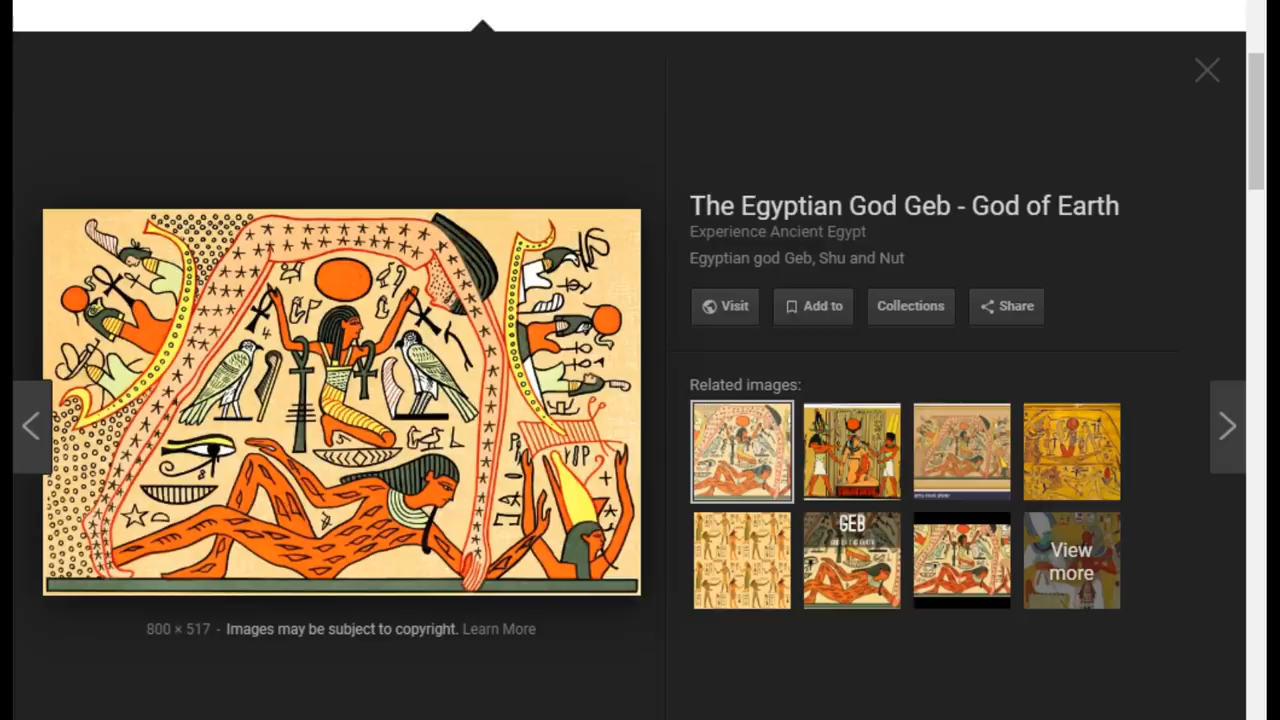 The Egyptian God Geb - God of Earth
Experience Ancient Egypt
Egyptian god Geb, Shu and Nut
Visit
Add to
Collections
Share
Related images:
GEB
View
more
800 × 517 - Images may be subject to copyright. Learn More